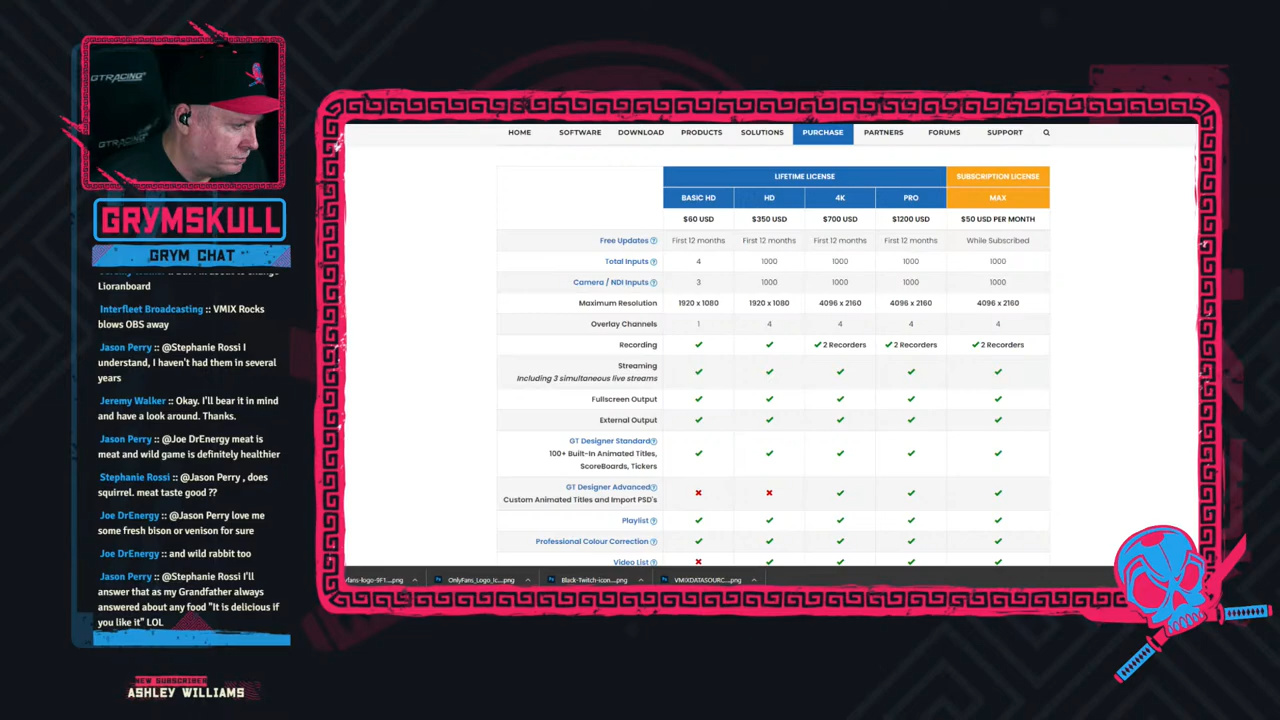 GTRACING
GTRACING
GRYMSKULL
GRYM CHAT
Lioranboard
Interfleet Broadcasting :: VMIX Rocks
blows OBS away
Jason Perry :: @Stephanie Rossi I
understand, I haven't had them in several
years
Jeremy Walker :: Okay. I'll bear it in mind
and have a look around. Thanks.
Jason Perry :: @Joe DrEnergy meat is
meat and wild game is definitely healthier
Stephanie Rossi :: @Jason Perry , does
squirrel. meat taste good ??
Joe DrEnergy :: @Jason Perry love me
some fresh bison or venison for sure
Joe DrEnergy :: and wild rabbit too
Jason Perry :: @Stephanie Rossi I'll
answer that as my Grandfather always
answered about any food "It is delicious if
you like it" LOL
NEW SUBSCRIBER
ASHLEY WILLIAMS
HOME SOFTWARE DOWNLOAD PRODUCTS SOLUTIONS PURCHASE PARTNERS FORUMS SUPPORT
LIFETIME LICENSE SUBSCRIPTION LICENSE
BASIC HD HD 4K PRO MAX
$60 USD $350 USD $700 USD $1200 USD $50 USD PER MONTH
Free Updates First 12 months First 12 months First 12 months First 12 months While Subscribed
Total Inputs 4 1000 1000 1000 1000
Camera / NDI Inputs 3 1000 1000 1000 1000
Maximum Resolution 1920 x 1080 1920 x 1080 4096 x 2160 4096 x 2160 4096 x 2160
Overlay Channels 1 4 4 4 4
Recording ✔ ✔ ✔ 2 Recorders ✔ 2 Recorders ✔ 2 Recorders
Streaming
Including 3 simultaneous live streams ✔ ✔ ✔ ✔ ✔
Fullscreen Output ✔ ✔ ✔ ✔ ✔
External Output ✔ ✔ ✔ ✔ ✔
GT Designer Standard
100+ Built-In Animated Titles, ✔ ✔ ✔ ✔ ✔
ScoreBoards, Tickers
GT Designer Advanced
Custom Animated Titles and Import PSD's ✖ ✖ ✔ ✔ ✔
Playlist ✔ ✔ ✔ ✔ ✔
Professional Colour Correction ✔ ✔ ✔ ✔ ✔
Video List ✖ ✔ ✔ ✔ ✔
fans-logo-9F1....png OnlyFans_Logo_Ic....png Black-Twitch-icon....png VMIXDATASOURC....png